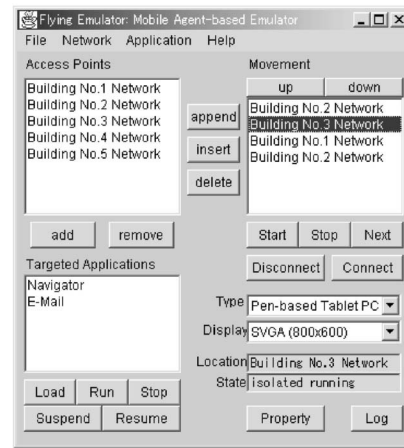 Flying Emulator: Mobile Agent-based Emulator
File Network Application Help
Access Points
Building No.1 Network
Building No.2 Network
Building No.3 Network
Building No.4 Network
Building No.5 Network
add remove
append
insert
delete
Movement
up down
Building No.2 Network
Building No.3 Network
Building No.1 Network
Building No.2 Network
Start Stop Next
Disconnect Connect
Targeted Applications
Navigator
E-Mail
Load Run Stop
Suspend Resume
Type Pen-based Tablet PC
Display SVGA (800x600)
Location Building No.3 Network
State isolated running
Property Log